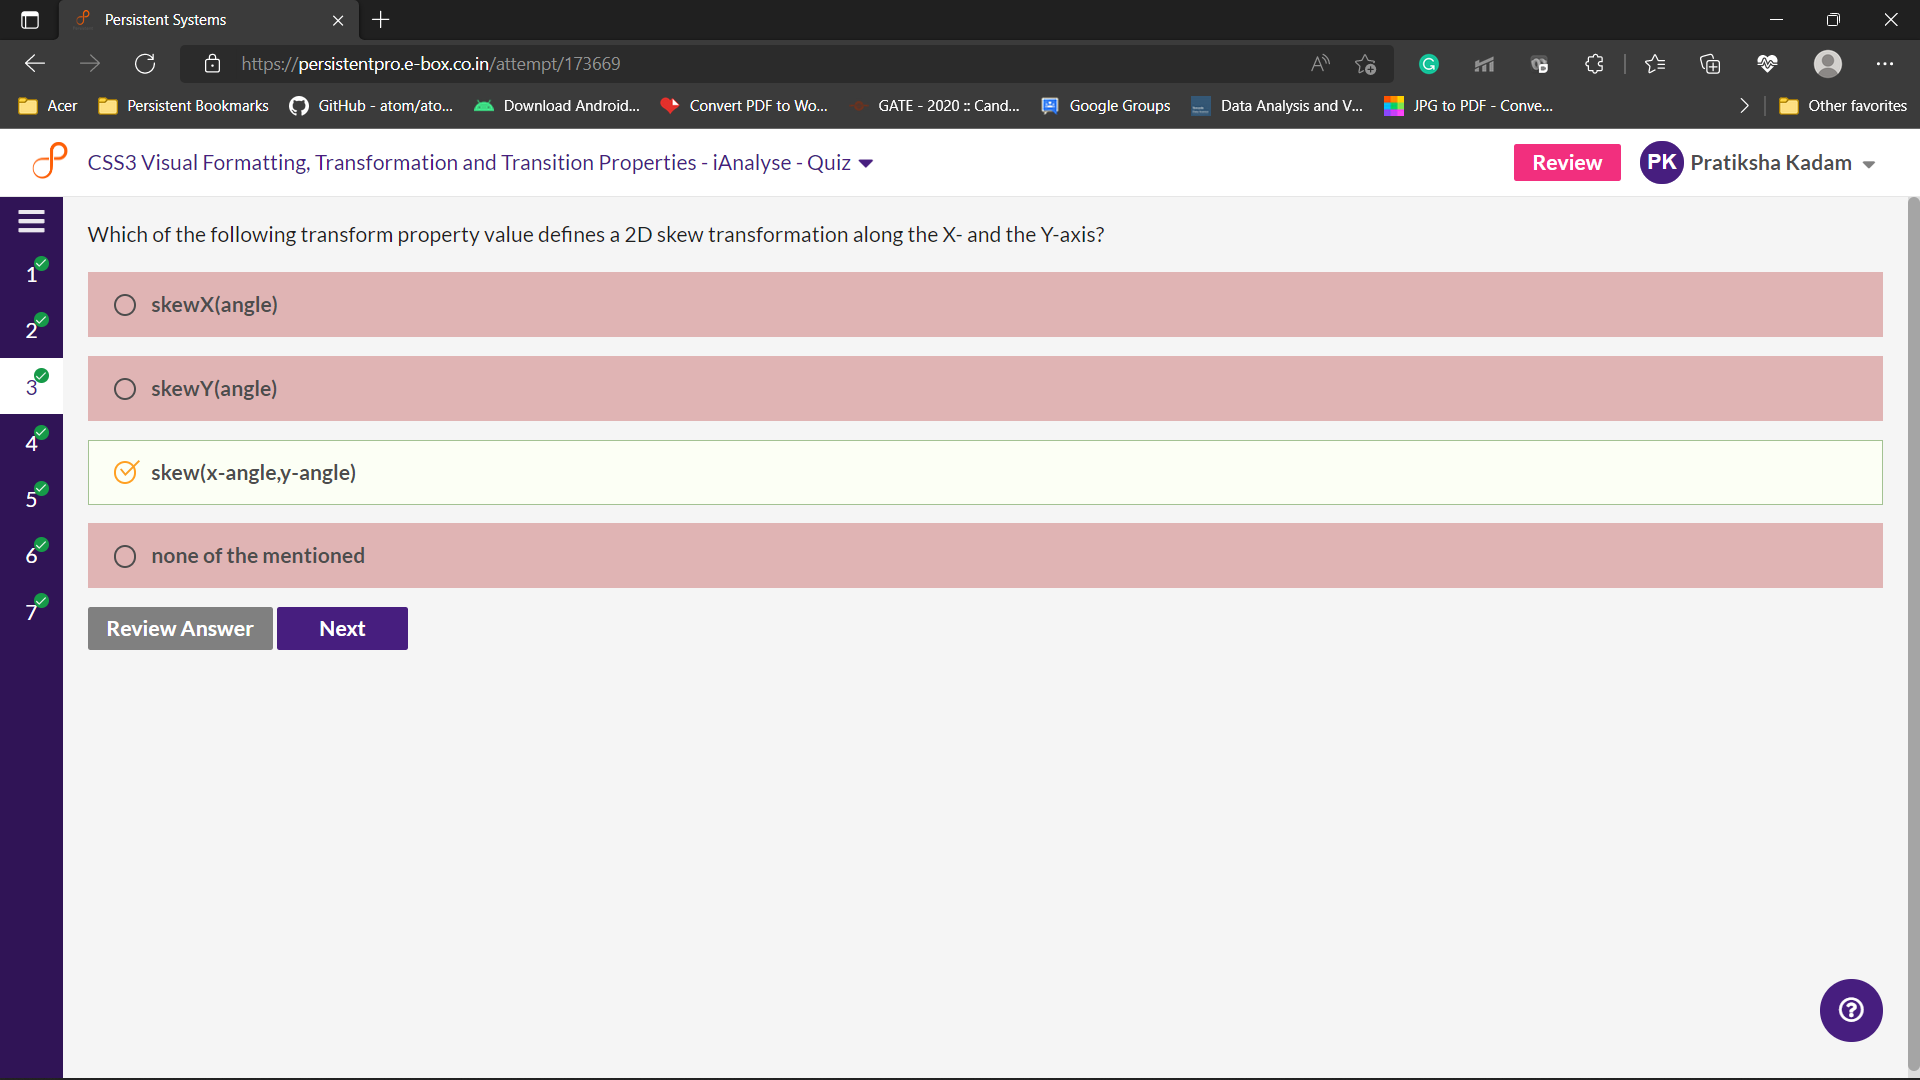 Persistent Systems
https://persistentpro.e-box.co.in/attempt/173669
Acer
Persistent Bookmarks
GitHub - atom/ato...
Download Android...
Convert PDF to Wo...
GATE - 2020 :: Cand...
Google Groups
Data Analysis and V...
JPG to PDF - Conve...
Other favorites
CSS3 Visual Formatting, Transformation and Transition Properties - iAnalyse - Quiz
Review
PK
Pratiksha Kadam
Which of the following transform property value defines a 2D skew transformation along the X- and the Y-axis?
1
2
3
4
5
6
7
skewX(angle)
skewY(angle)
skew(x-angle,y-angle)
none of the mentioned
Review Answer
Next